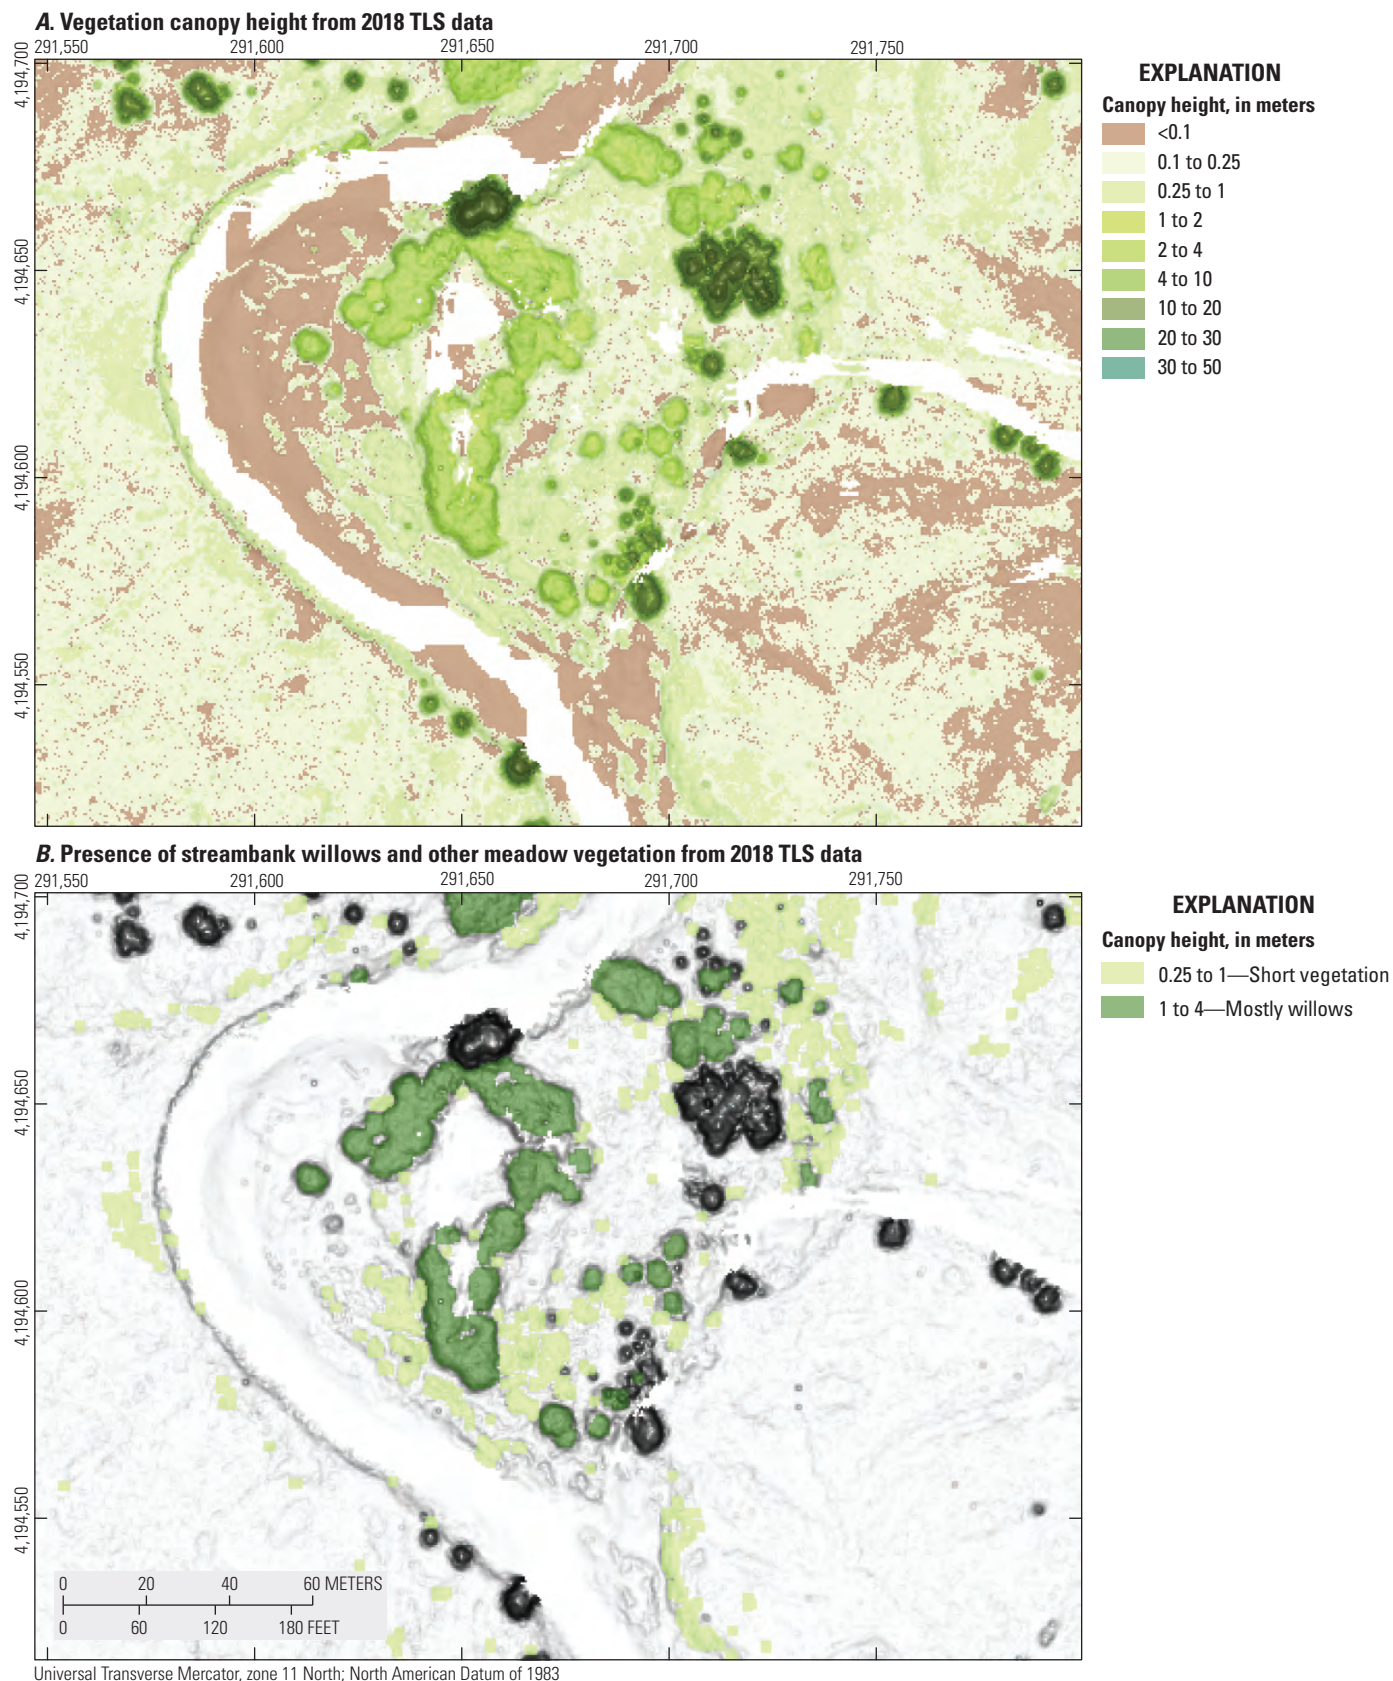 A. Vegetation canopy height from 2018 TLS data
291,550 291,600 291,650 291,700 291,750
4,194,700
4,194,650
4,194,600
4,194,550
EXPLANATION
Canopy height, in meters
<0.1
0.1 to 0.25
0.25 to 1
1 to 2
2 to 4
4 to 10
10 to 20
20 to 30
30 to 50
B. Presence of streambank willows and other meadow vegetation from 2018 TLS data
291,550 291,600 291,650 291,700 291,750
4,194,700
4,194,650
4,194,600
4,194,550
EXPLANATION
Canopy height, in meters
0.25 to 1—Short vegetation
1 to 4—Mostly willows
0 20 40 60 METERS
0 60 120 180 FEET
Universal Transverse Mercator, zone 11 North; North American Datum of 1983